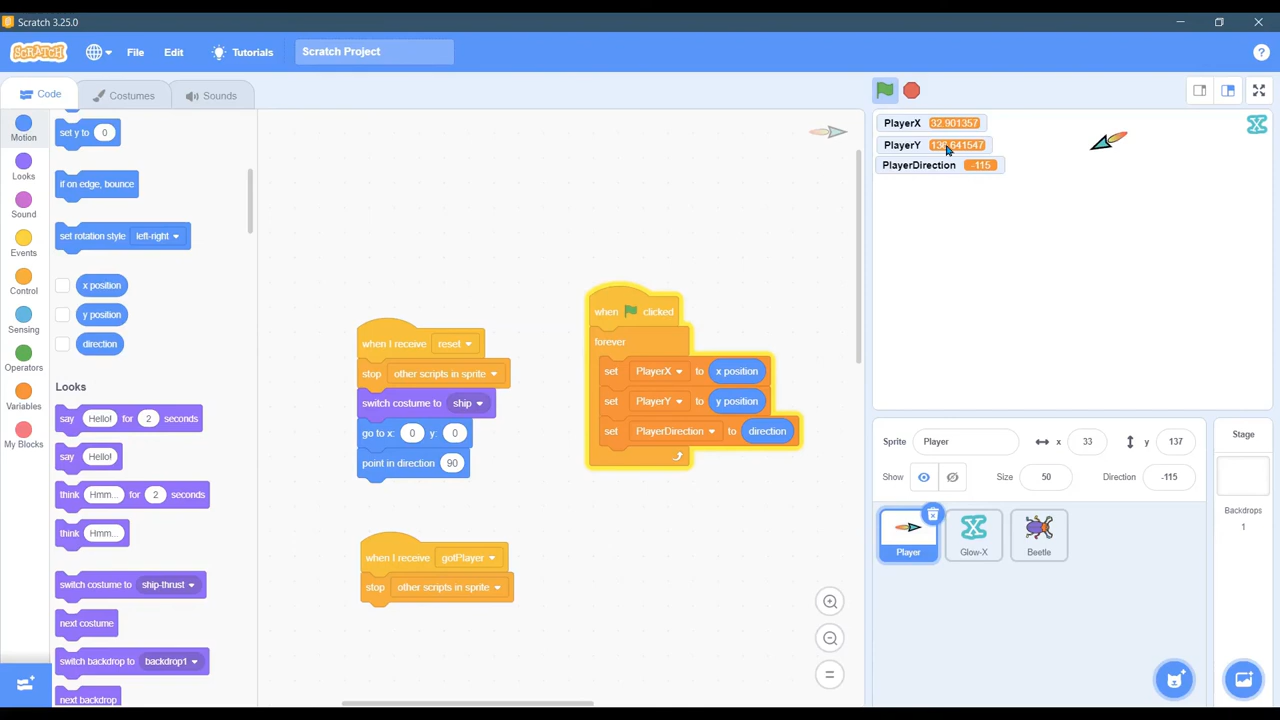 Scratch 3.25.0
SCRATCH File Edit Tutorials Scratch Project ?
Code Costumes Sounds
Motion
Looks
Sound
Events
Control
Sensing
Operators
Variables
My Blocks
set y to 0
if on edge, bounce
set rotation style left-right
x position
y position
direction
Looks
say Hello! for 2 seconds
say Hello!
think Hmm... for 2 seconds
think Hmm...
switch costume to ship-thrust
next costume
switch backdrop to backdrop1
next backdrop
when I receive reset
stop other scripts in sprite
switch costume to ship
go to x: 0 y: 0
point in direction 90
when I receive gotPlayer
stop other scripts in sprite
when clicked
forever
set PlayerX to x position
set PlayerY to y position
set PlayerDirection to direction
PlayerX 32.901357
PlayerY
PlayerDirection -115
X
Sprite Player x 33 y 137
Show Size 50 Direction -115
Player
Glow-X
Beetle
Stage
Backdrops
1